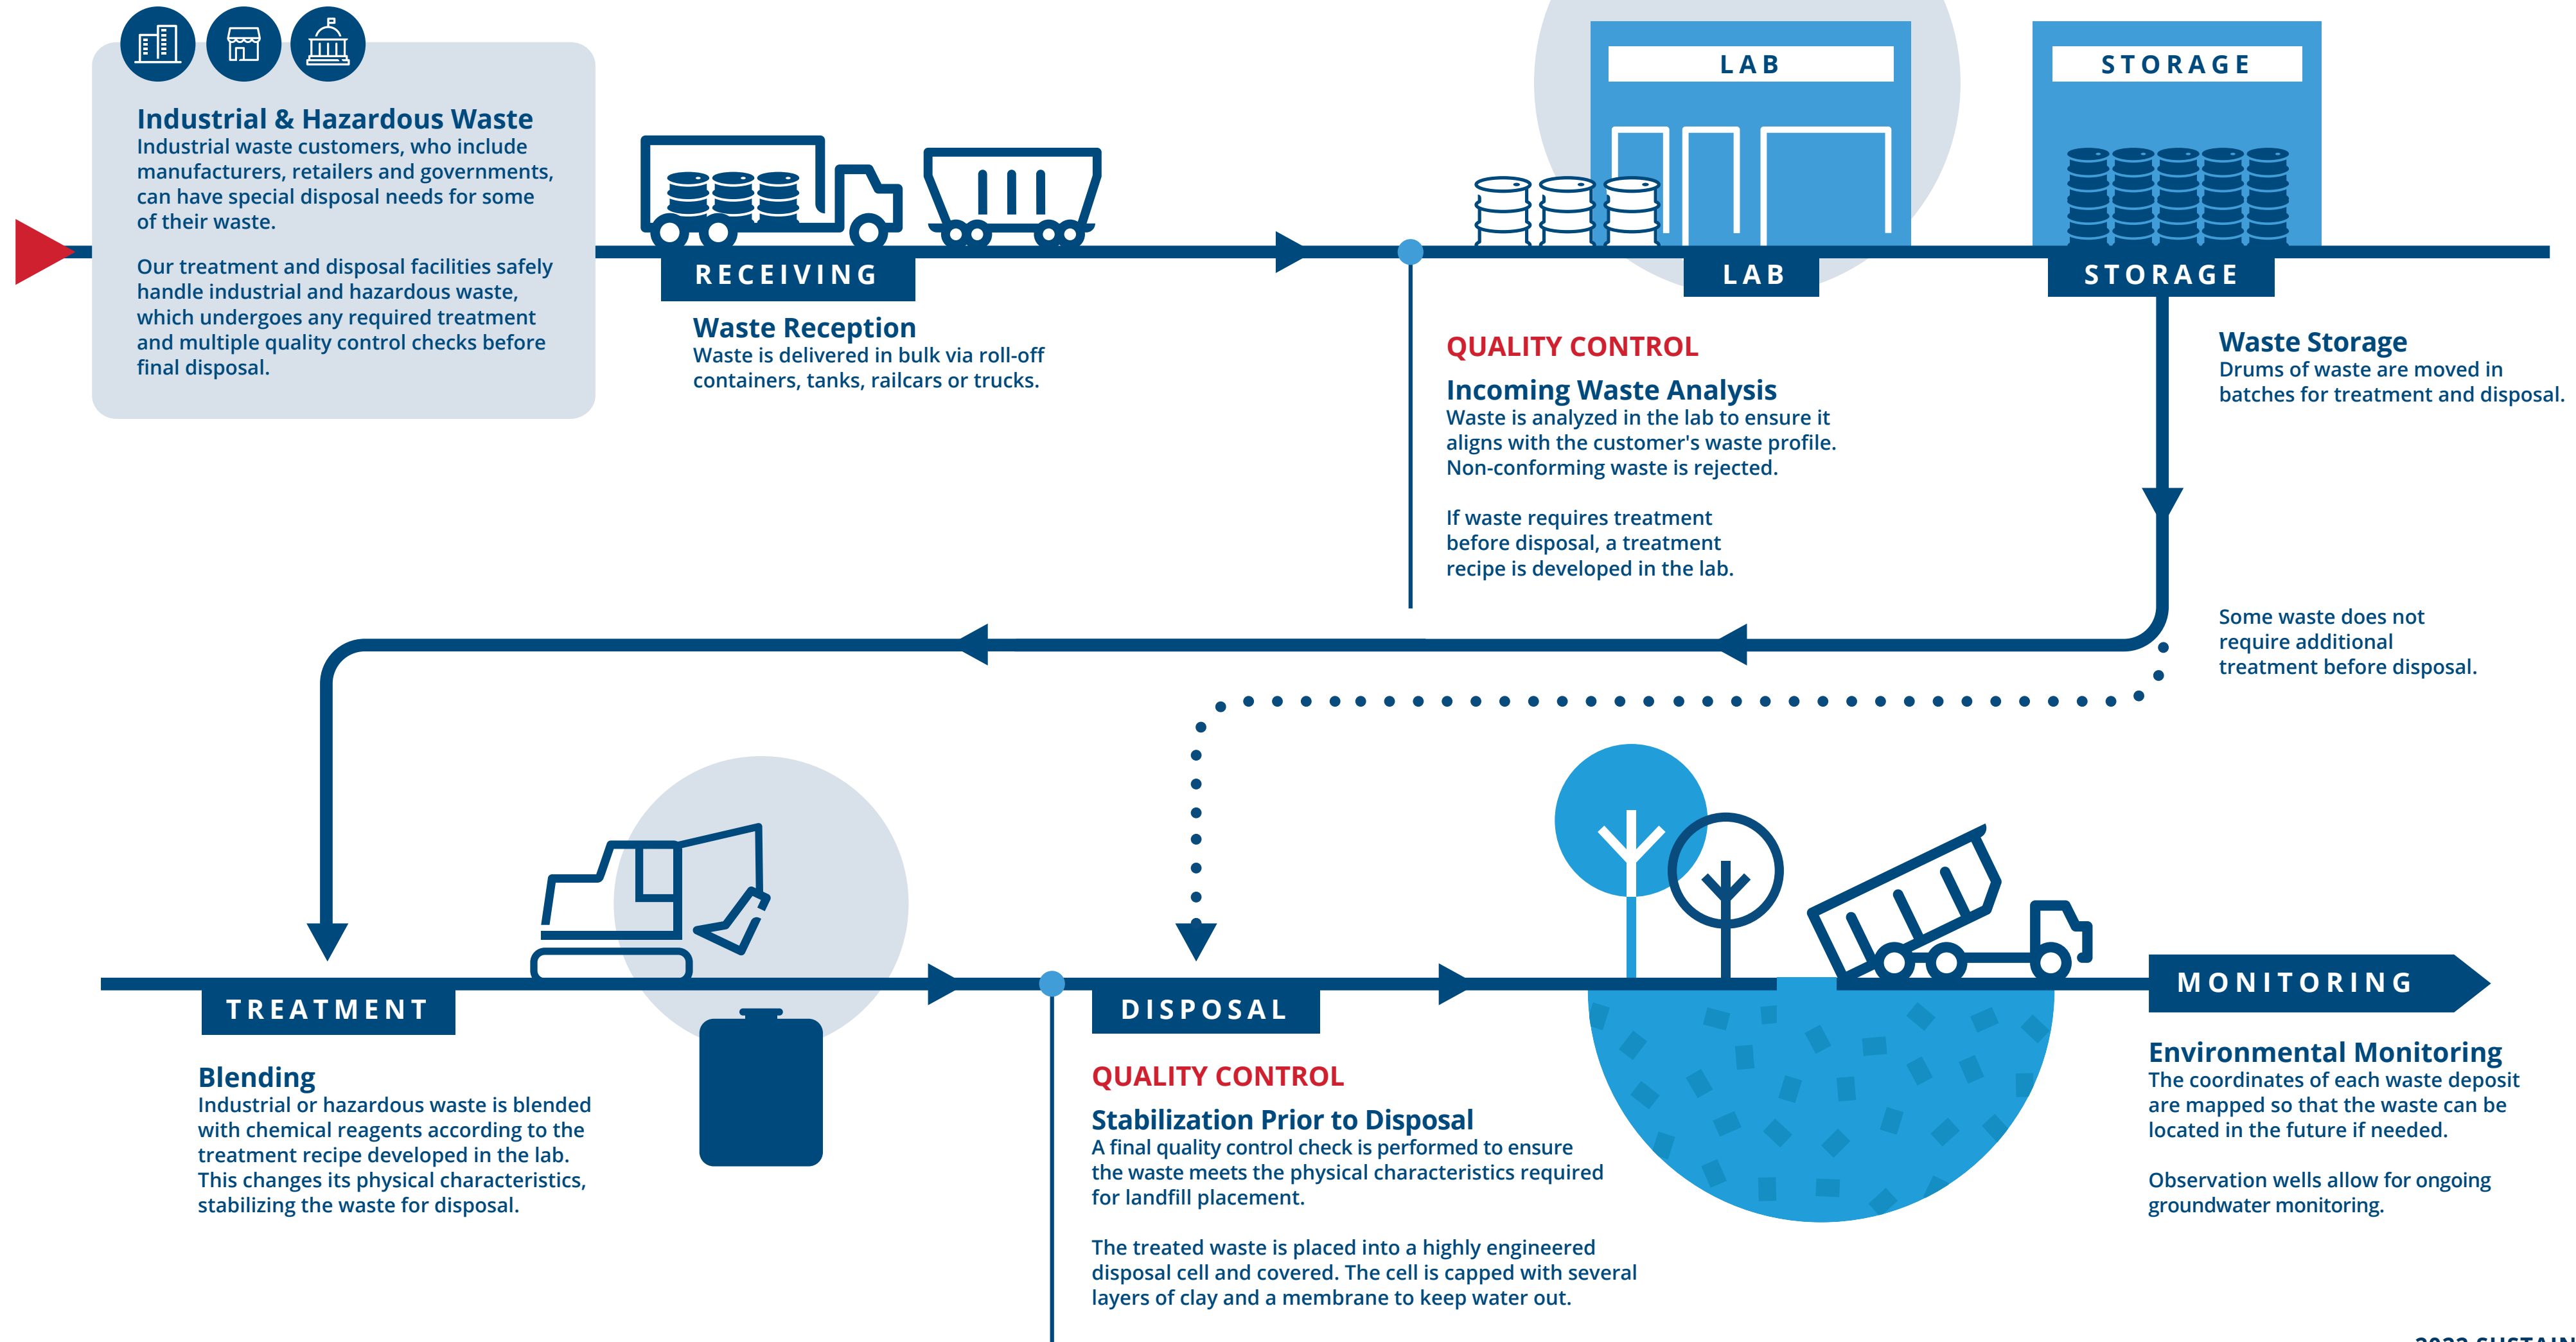 Industrial & Hazardous Waste
Industrial waste customers, who include
manufacturers, retailers and governments,
can have special disposal needs for some
of their waste.
Our treatment and disposal facilities safely
handle industrial and hazardous waste,
which undergoes any required treatment
and multiple quality control checks before
final disposal.
RECEIVING
Waste Reception
Waste is delivered in bulk via roll-off
containers, tanks, railcars or trucks.
LAB
LAB
QUALITY CONTROL
Incoming Waste Analysis
Waste is analyzed in the lab to ensure it
aligns with the customer's waste profile.
Non-conforming waste is rejected.
If waste requires treatment
before disposal, a treatment
recipe is developed in the lab.
STORAGE
STORAGE
Waste Storage
Drums of waste are moved in
batches for treatment and disposal.
Some waste does not
require additional
treatment before disposal.
TREATMENT
Blending
Industrial or hazardous waste is blended
with chemical reagents according to the
treatment recipe developed in the lab.
This changes its physical characteristics,
stabilizing the waste for disposal.
DISPOSAL
QUALITY CONTROL
Stabilization Prior to Disposal
A final quality control check is performed to ensure
the waste meets the physical characteristics required
for landfill placement.
The treated waste is placed into a highly engineered
disposal cell and covered. The cell is capped with several
layers of clay and a membrane to keep water out.
MONITORING
Environmental Monitoring
The coordinates of each waste deposit
are mapped so that the waste can be
located in the future if needed.
Observation wells allow for ongoing
groundwater monitoring.